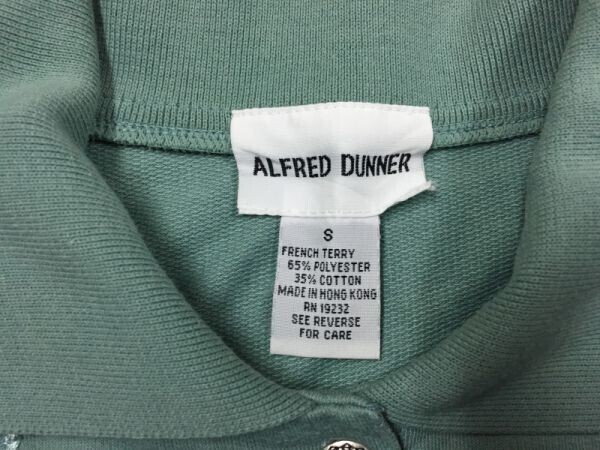 ALFRED DUNNER
S
FRENCH TERRY
65% POLYESTER
35% COTTON
MADE IN HONG KONG
RN 19232
SEE REVERSE
FOR CARE